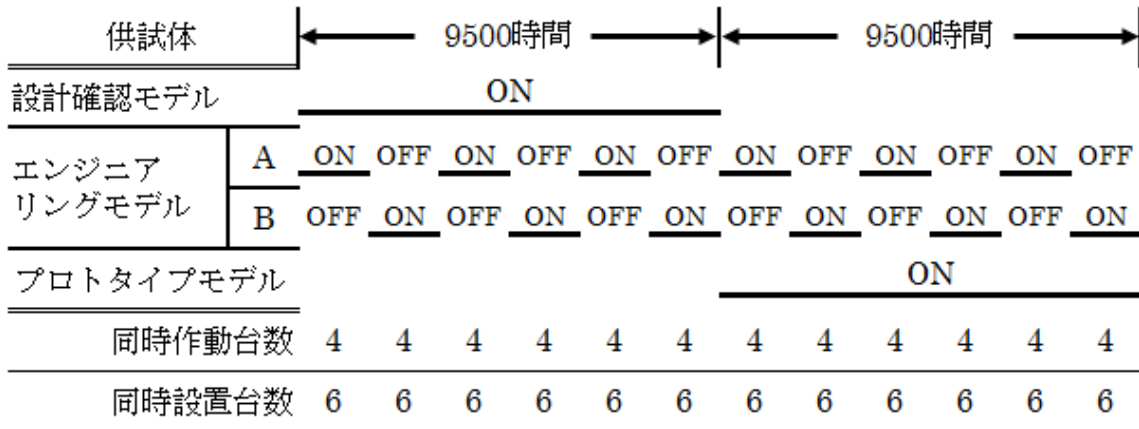 供試体 9500時間 9500時間
設計確認モデル ON
エンジニア
リングモデル
A ON OFF ON OFF ON OFF ON OFF ON OFF ON OFF
B OFF ON OFF ON OFF ON OFF ON OFF ON OFF ON
プロトタイプモデル ON
同時作動台数 4 4 4 4 4 4 4 4 4 4 4 4
同時設置台数 6 6 6 6 6 6 6 6 6 6 6 6